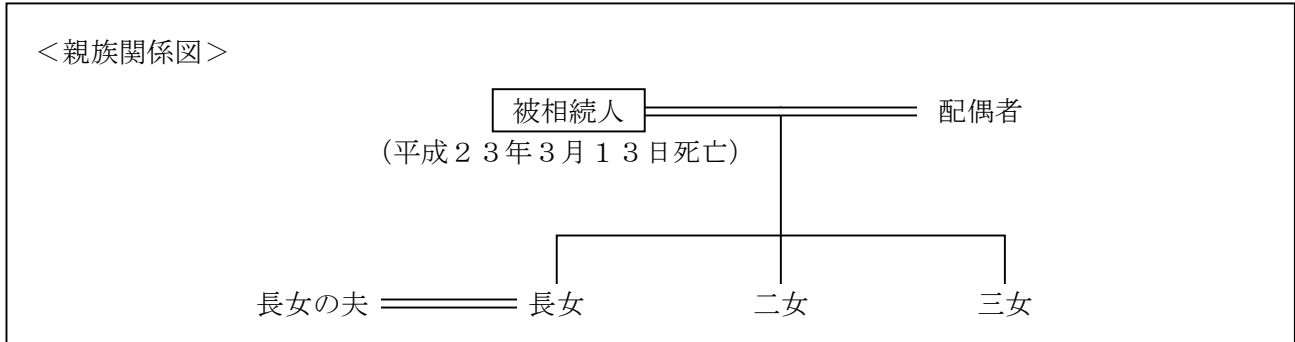 ＜親族関係図＞
被相続人 配偶者
（平成２３年３月１３日死亡）
長女の夫 長女 二女 三女